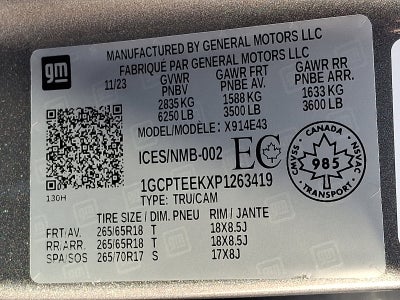 gm
MANUFACTURED BY GENERAL MOTORS LLC
FABRIQUÉ PAR GENERAL MOTORS LLC
11/23 GVWR GAWR FRT GAWR RR
PNBV PNBE AV. PNBE ARR.
2835 KG 1588 KG 1633 KG
6250 LB 3500 LB 3600 LB
MODEL/MODÈLE: X914E43
ICES/NMB-002 EC
CANADA
CMVSS NSVAC
985
TRANSPORT
130H
1GCPTEEKXP1263419
TYPE: TRU/CAM
TIRE SIZE / DIM. PNEU RIM / JANTE
FRT/AV. 265/65R18 T 18X8.5J
RR./ARR. 265/65R18 T 18X8.5J
SPA/SOS 265/70R17 S 17X8J